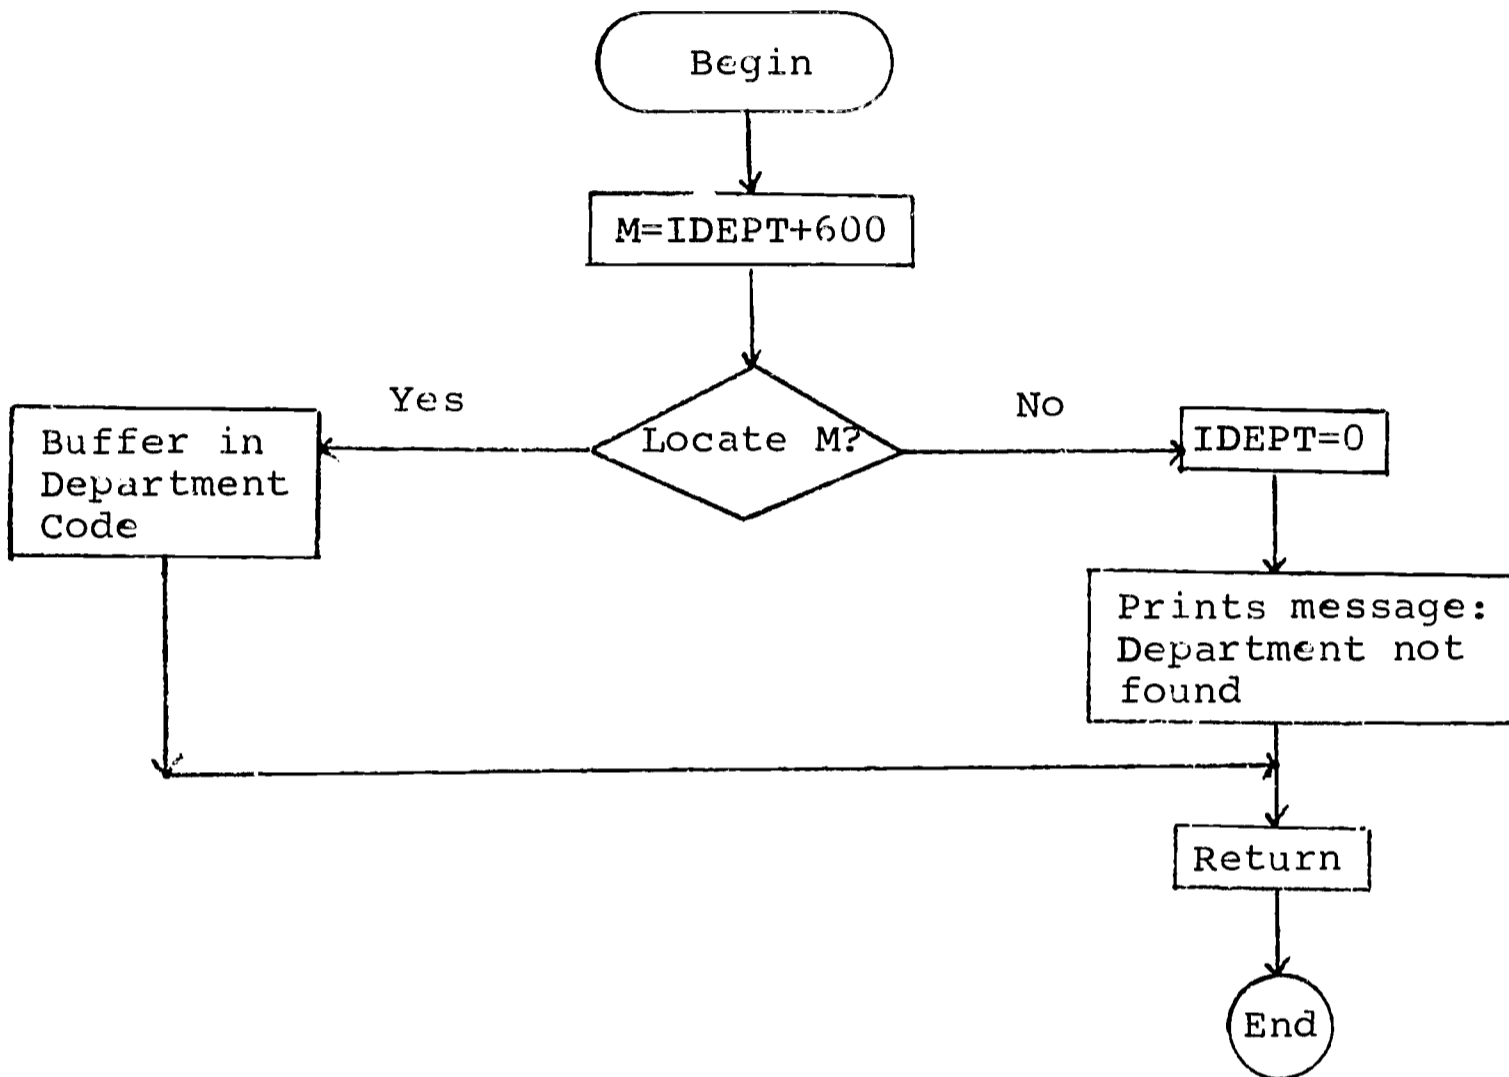 Begin
M=IDEPT+600
Yes
Locate M?
No
IDEPT=0
Buffer in
Department
Code
Prints message:
Department not
found
Return
End